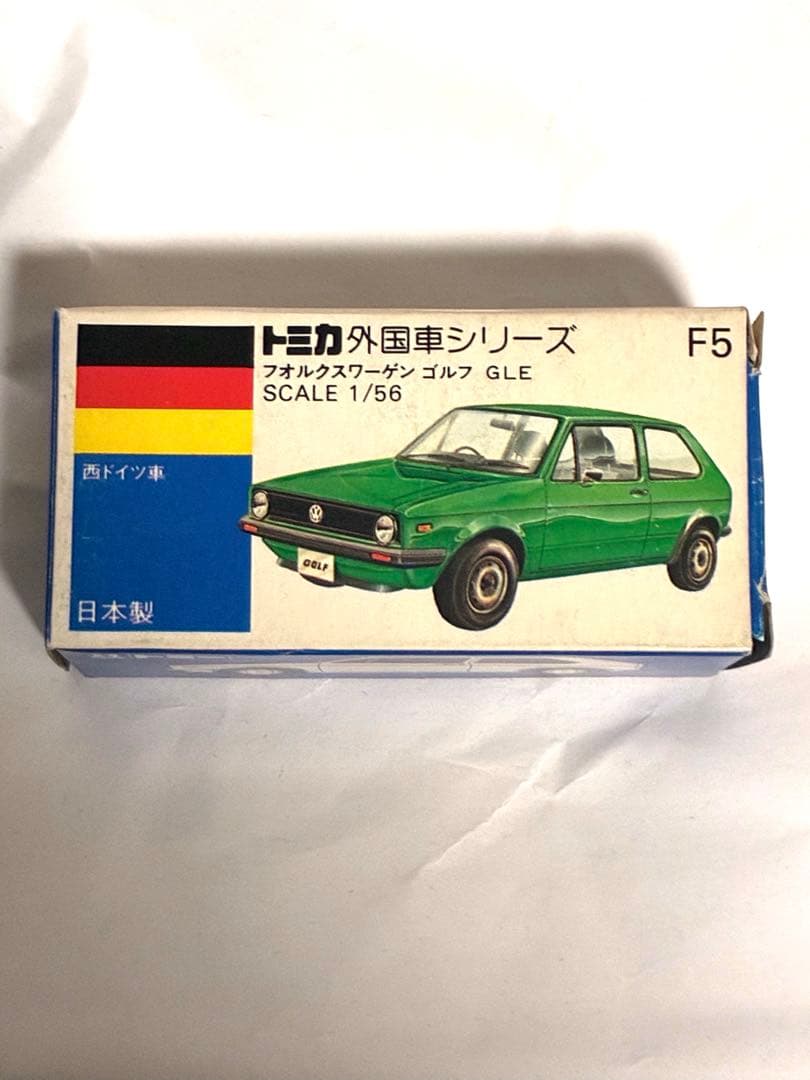 トミカ外国車シリーズ
F5
フオルクスワーゲン ゴルフ GLE
SCALE 1/56
西ドイツ車
日本製
GOLF